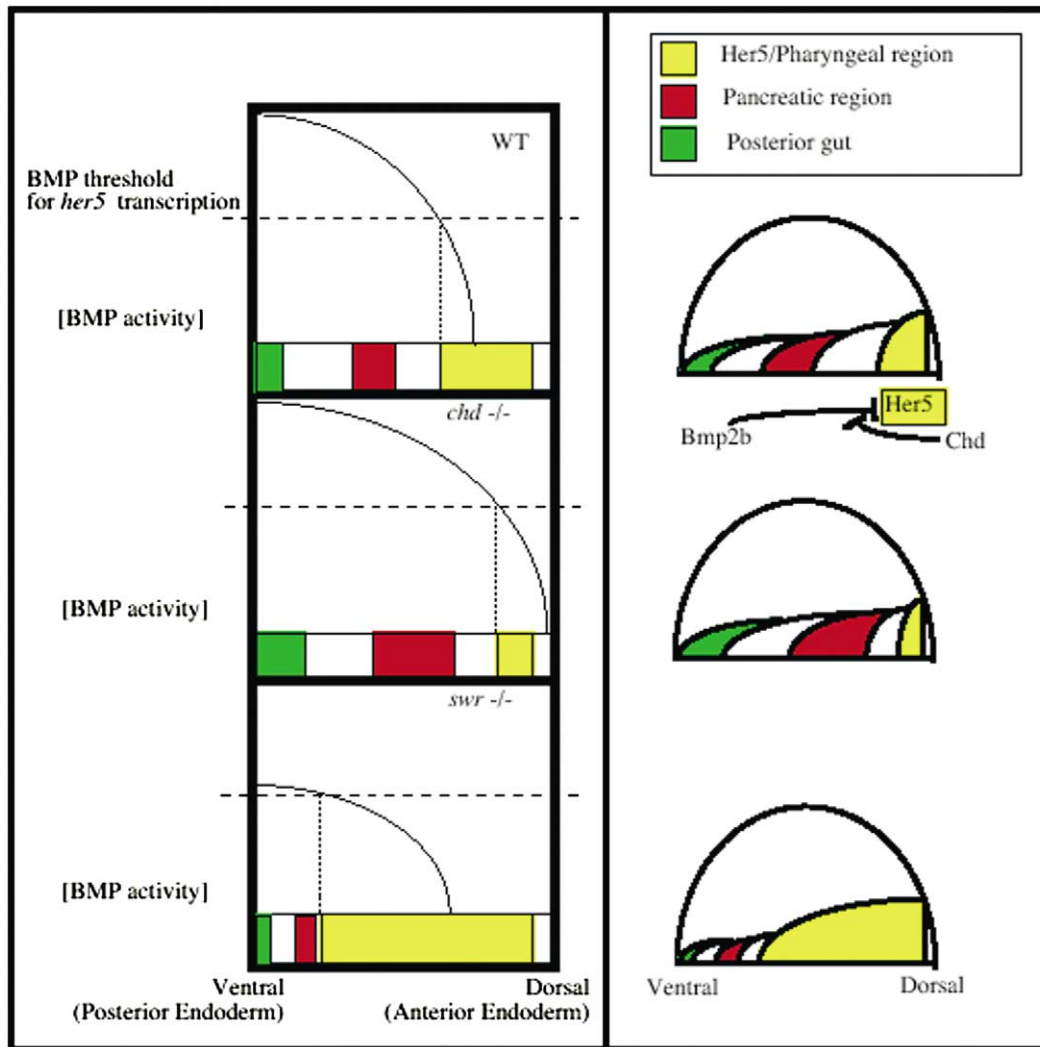 WT
BMP threshold
for her5 transcription
[BMP activity]
chd -/-
[BMP activity]
swr -/-
[BMP activity]
Ventral
(Posterior Endoderm)
Dorsal
(Anterior Endoderm)
Her5/Pharyngeal region
Pancreatic region
Posterior gut
Her5
Bmp2b
Chd
Ventral
Dorsal